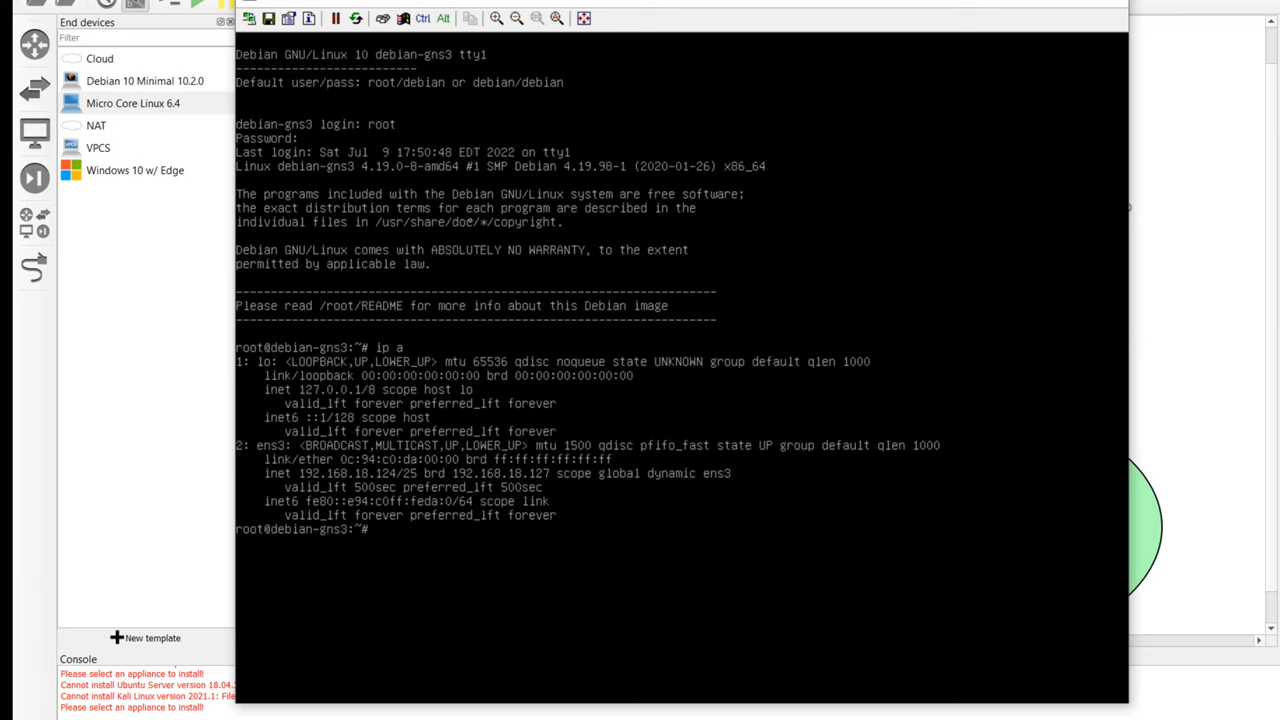 End devices
Filter
Cloud
Debian 10 Minimal 10.2.0
Micro Core Linux 6.4
NAT
VPCS
Windows 10 w/ Edge
New template
Console
Please select an appliance to install!
Cannot install Ubuntu Server version 18.04.
Cannot install Kali Linux version 2021.1: File
Please select an appliance to install!
Ctrl Alt
Debian GNU/Linux 10 debian-gns3 tty1
--------------------------
Default user/pass: root/debian or debian/debian
debian-gns3 login: root
Password:
Last login: Sat Jul  9 17:50:48 EDT 2022 on tty1
Linux debian-gns3 4.19.0-8-amd64 #1 SMP Debian 4.19.98-1 (2020-01-26) x86_64
The programs included with the Debian GNU/Linux system are free software;
the exact distribution terms for each program are described in the
individual files in /usr/share/doc/*/copyright.
Debian GNU/Linux comes with ABSOLUTELY NO WARRANTY, to the extent
permitted by applicable law.
---------------------------------------------------------------------
Please read /root/README for more info about this Debian image
---------------------------------------------------------------------
root@debian-gns3:~# ip a
1: lo: <LOOPBACK,UP,LOWER_UP> mtu 65536 qdisc noqueue state UNKNOWN group default qlen 1000
    link/loopback 00:00:00:00:00:00 brd 00:00:00:00:00:00
    inet 127.0.0.1/8 scope host lo
       valid_lft forever preferred_lft forever
    inet6 ::1/128 scope host
       valid_lft forever preferred_lft forever
2: ens3: <BROADCAST,MULTICAST,UP,LOWER_UP> mtu 1500 qdisc pfifo_fast state UP group default qlen 1000
    link/ether 0c:94:c0:da:00:00 brd ff:ff:ff:ff:ff:ff
    inet 192.168.18.124/25 brd 192.168.18.127 scope global dynamic ens3
       valid_lft 500sec preferred_lft 500sec
    inet6 fe80::e94:c0ff:feda:0/64 scope link
       valid_lft forever preferred_lft forever
root@debian-gns3:~#